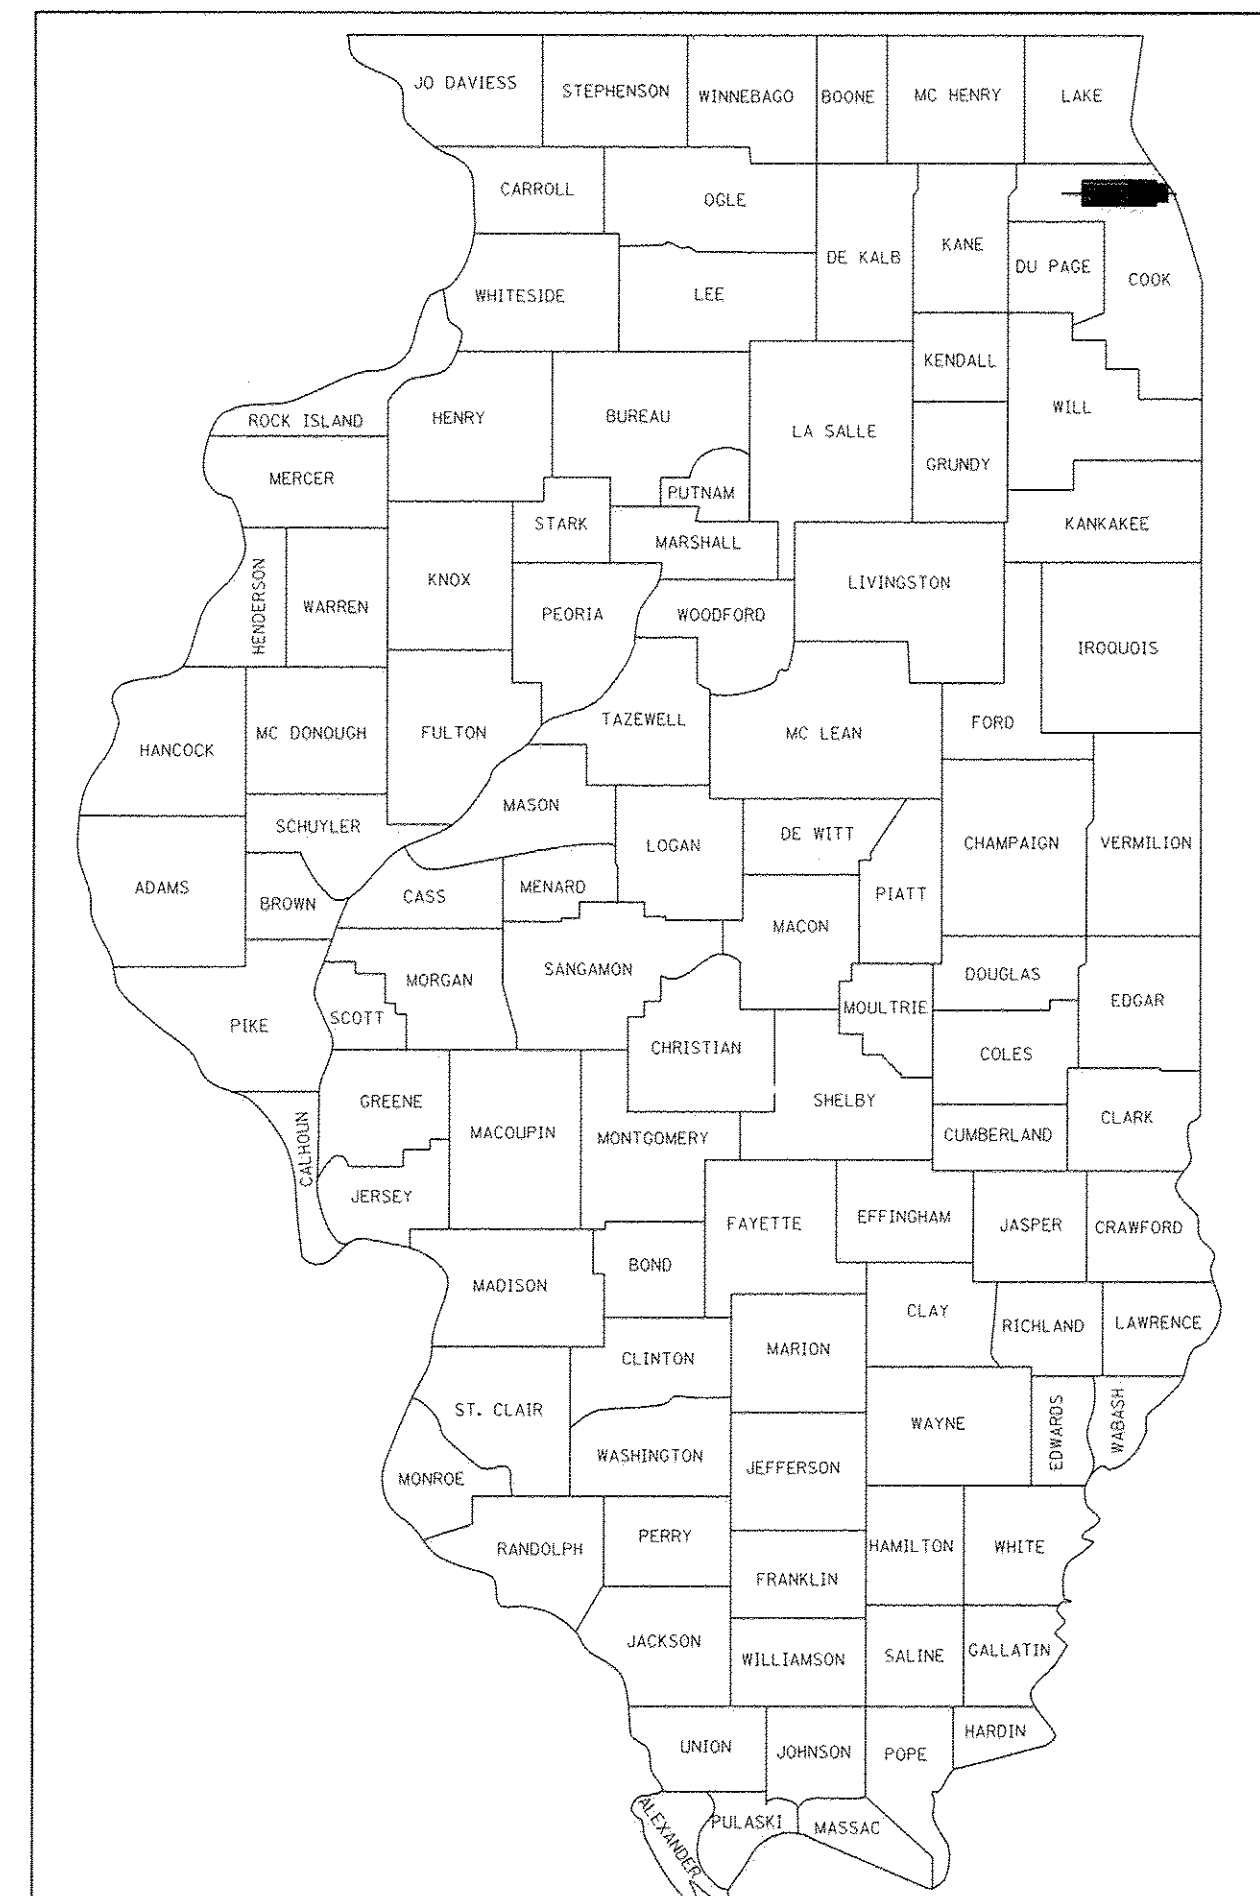 JO DAVIESS
STEPHENSON
WINNEBAGO
BOONE
MC HENRY
LAKE
CARROLL
OGLE
DE KALB
KANE
DU PAGE
COOK
WHITESIDE
LEE
KENDALL
ROCK ISLAND
HENRY
BUREAU
LA SALLE
WILL
GRUNDY
MERCER
PUTNAM
STARK
MARSHALL
KANKAKEE
HENDERSON
WARREN
KNOX
PEORIA
WOODFORD
LIVINGSTON
IROQUOIS
HANCOCK
MC DONOUGH
FULTON
TAZEWELL
MC LEAN
FORD
MASON
SCHUYLER
LOGAN
DE WITT
CHAMPAIGN
VERMILION
ADAMS
BROWN
CASS
MENARD
PIATT
MACON
SANGAMON
MORGAN
DOUGLAS
EDGAR
PIKE
SCOTT
MOULTRIE
CHRISTIAN
COLES
SHELBY
GREENE
CALHOUN
MACOUPIN
MONTGOMERY
CUMBERLAND
CLARK
JERSEY
FAYETTE
EFFINGHAM
JASPER
CRAWFORD
BOND
MADISON
CLAY
RICHLAND
LAWRENCE
CLINTON
MARION
ST. CLAIR
WAYNE
EDWARDS
WABASH
WASHINGTON
JEFFERSON
MONROE
RANDOLPH
PERRY
HAMILTON
WHITE
FRANKLIN
JACKSON
WILLIAMSON
SALINE
GALLATIN
HARDIN
UNION
JOHNSON
POPE
ALEXANDER
PULASKI
MASSAC